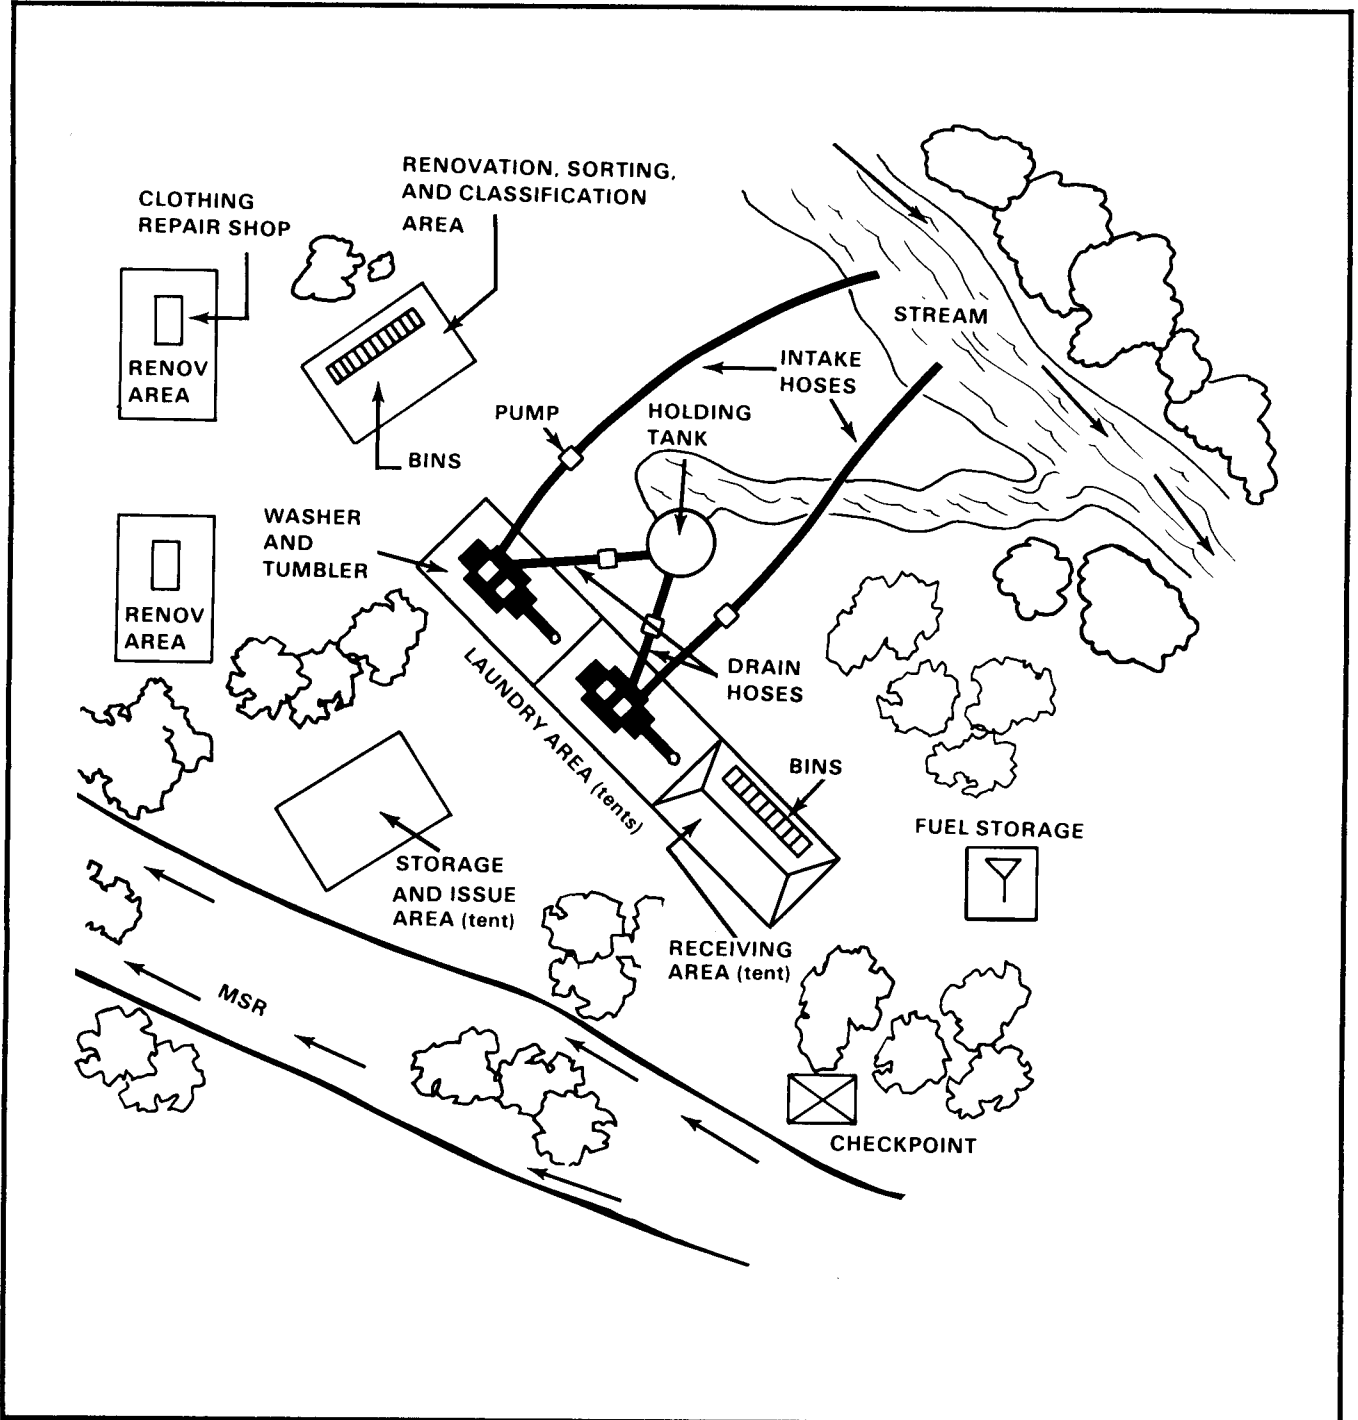 RENOVATION, SORTING,
AND CLASSIFICATION
AREA
CLOTHING
REPAIR SHOP
RENOV
AREA
BINS
STREAM
INTAKE
HOSES
PUMP
HOLDING
TANK
WASHER
AND
TUMBLER
RENOV
AREA
DRAIN
HOSES
LAUNDRY AREA (tents)
BINS
FUEL STORAGE
STORAGE
AND ISSUE
AREA (tent)
RECEIVING
AREA (tent)
MSR
CHECKPOINT